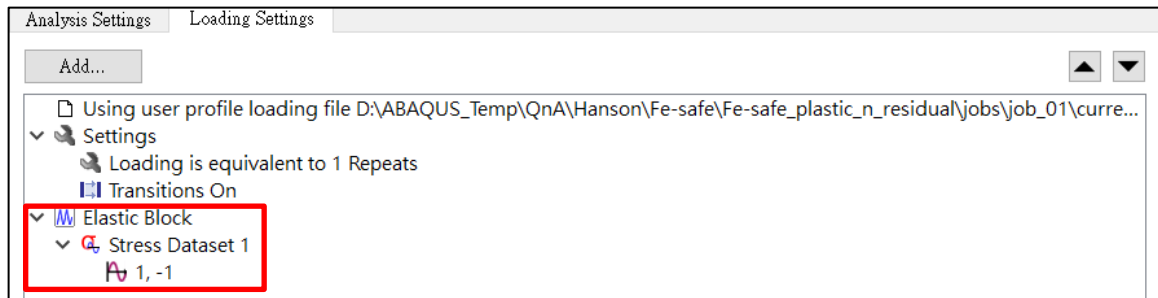 Analysis Settings Loading Settings
Add...
Using user profile loading file D:\ABAQUS_Temp\QnA\Hanson\Fe-safe\Fe-safe_plastic_n_residual\jobs\job_01\curre...
Settings
Loading is equivalent to 1 Repeats
Transitions On
Elastic Block
Stress Dataset 1
1, -1